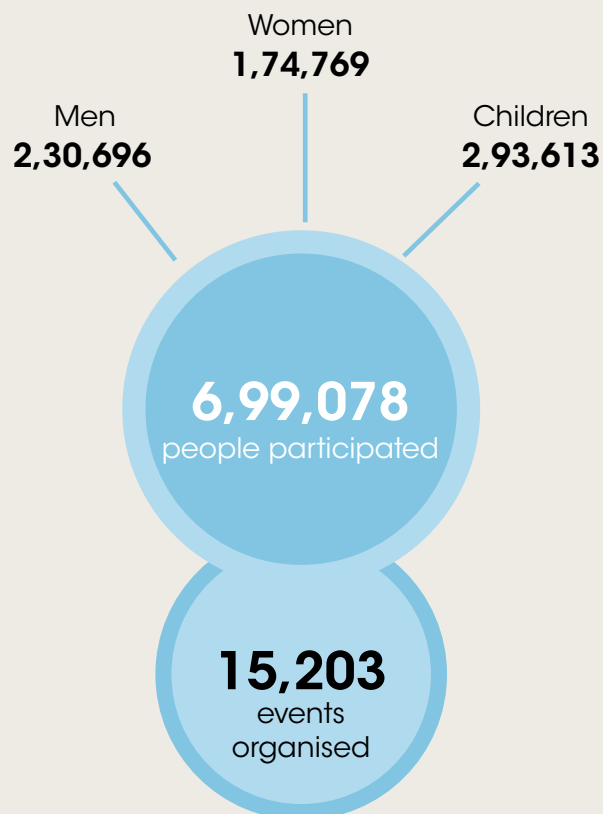 Women
1,74,769
Men
2,30,696
Children
2,93,613
6,99,078
people participated
15,203
events
organised